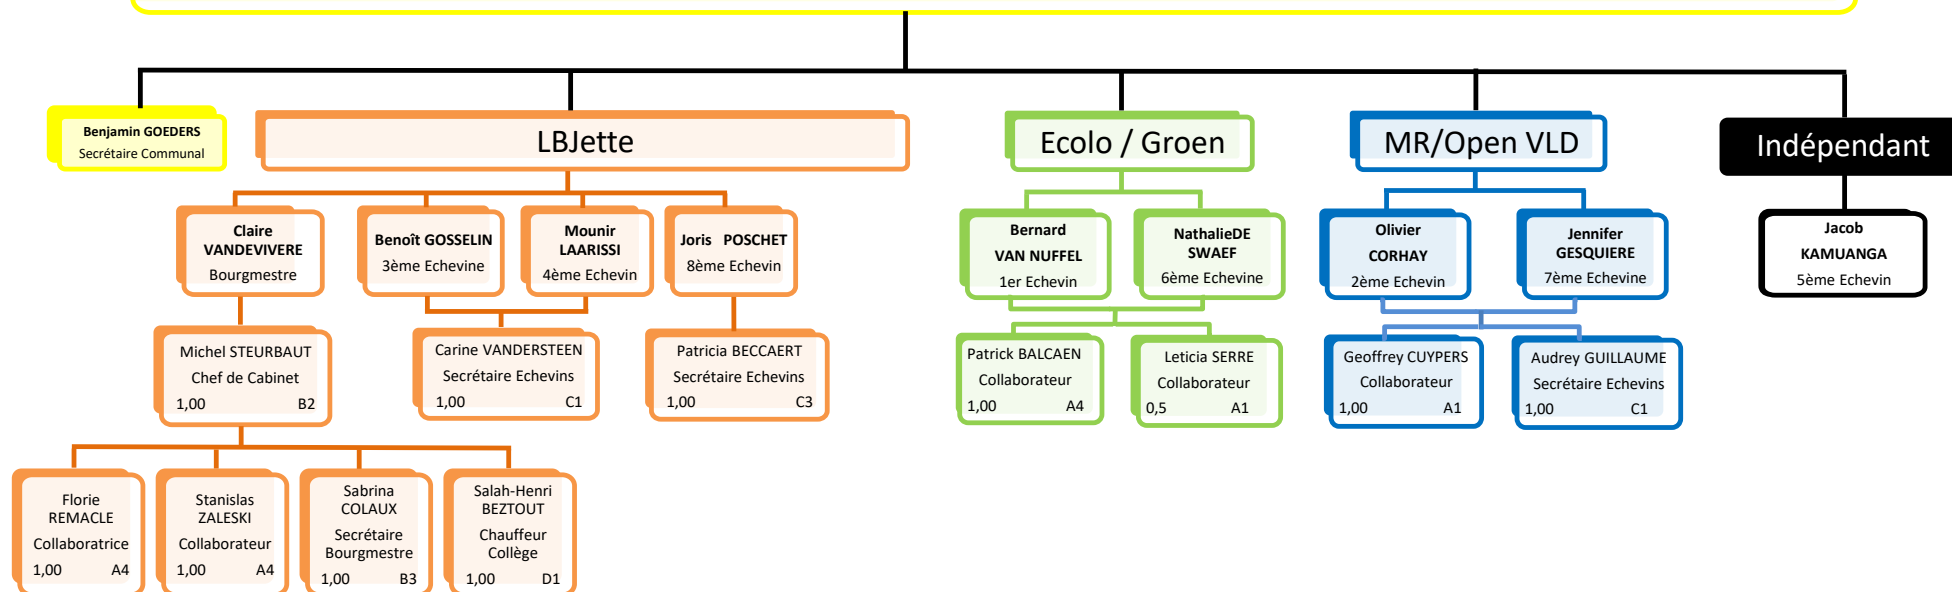 Benjamin GOEDERS
Secrétaire Communal
LBJette
Ecolo / Groen
MR/Open VLD
Indépendant
Claire
VANDEVIVERE
Bourgmestre
Benoît GOSSELIN
3ème Echevine
Mounir
LAARISSI
4ème Echevin
Joris POSCHET
8ème Echevin
Bernard
VAN NUFFEL
1er Echevin
NathalieDE
SWAEF
6ème Echevine
Olivier
CORHAY
2ème Echevin
Jennifer
GESQUIERE
7ème Echevine
Jacob
KAMUANGA
5ème Echevin
Michel STEURBAUT
Chef de Cabinet
1,00 B2
Carine VANDERSTEEN
Secrétaire Echevins
1,00 C1
Patricia BECCAERT
Secrétaire Echevins
1,00 C3
Patrick BALCAEN
Collaborateur
1,00 A4
Leticia SERRE
Collaborateur
0,5 A1
Geoffrey CUYPERS
Collaborateur
1,00 A1
Audrey GUILLAUME
Secrétaire Echevins
1,00 C1
Florie
REMACLE
Collaboratrice
1,00 A4
Stanislas
ZALESKI
Collaborateur
1,00 A4
Sabrina
COLAUX
Secrétaire
Bourgmestre
1,00 B3
Salah-Henri
BEZTOUT
Chauffeur
Collège
1,00 D1